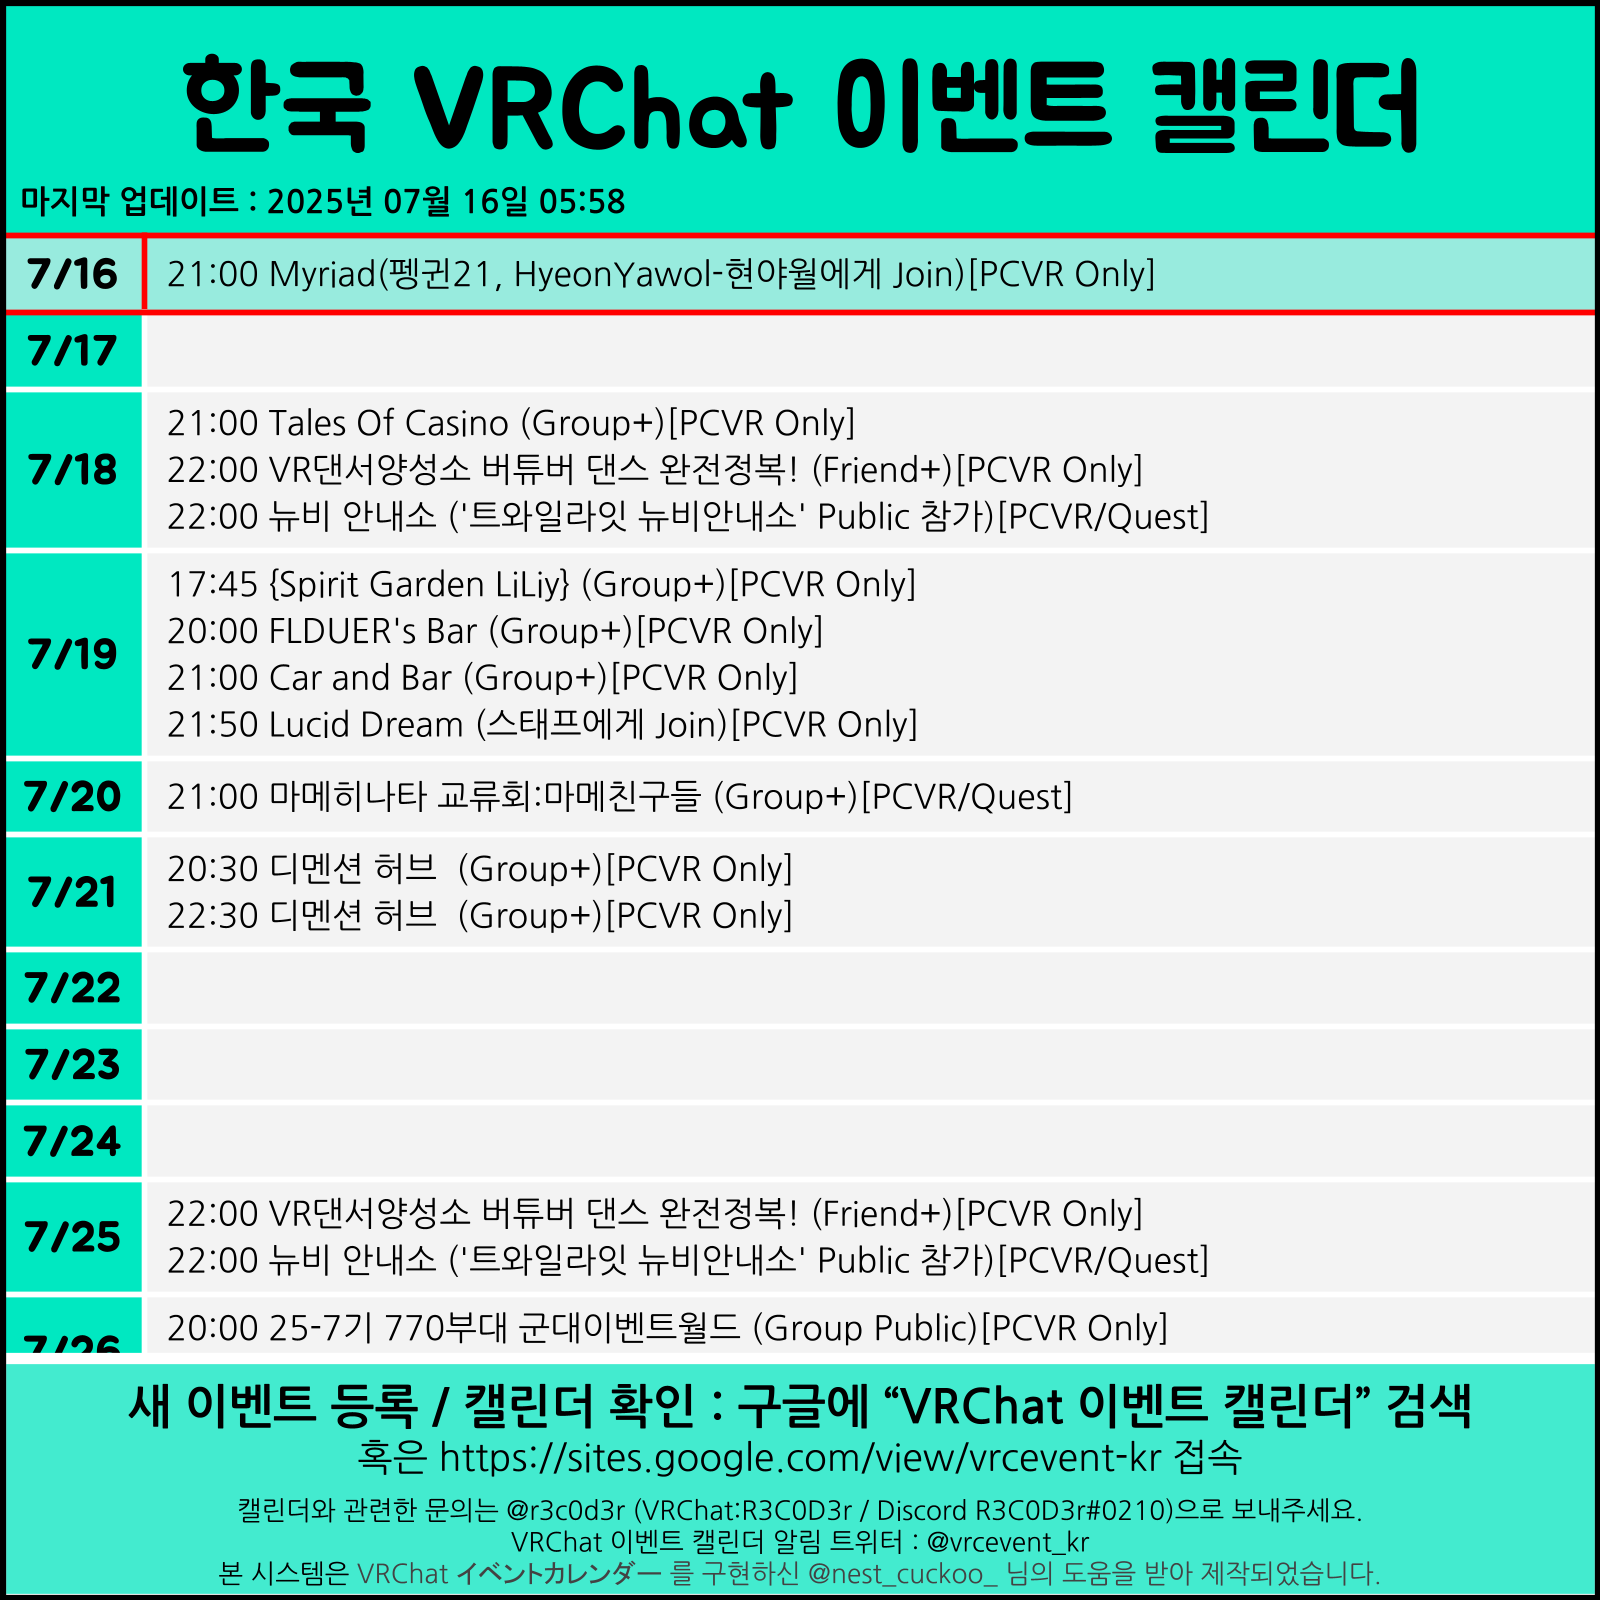 한국 VRChat 이벤트 캘린더
마지막 업데이트 : 2025년 07월 16일 05:58
7/16
21:00 Myriad(펭귄21, HyeonYawol-현야월에게 Join)[PCVR Only]
7/17
7/18
21:00 Tales Of Casino (Group+)[PCVR Only]
22:00 VR댄서양성소 버튜버 댄스 완전정복! (Friend+)[PCVR Only]
22:00 뉴비 안내소 ('트와일라잇 뉴비안내소' Public 참가)[PCVR/Quest]
7/19
17:45 {Spirit Garden LiLiy} (Group+)[PCVR Only]
20:00 FLDUER's Bar (Group+)[PCVR Only]
21:00 Car and Bar (Group+)[PCVR Only]
21:50 Lucid Dream (스태프에게 Join)[PCVR Only]
7/20
21:00 마메히나타 교류회:마메친구들 (Group+)[PCVR/Quest]
7/21
20:30 디멘션 허브  (Group+)[PCVR Only]
22:30 디멘션 허브  (Group+)[PCVR Only]
7/22
7/23
7/24
7/25
22:00 VR댄서양성소 버튜버 댄스 완전정복! (Friend+)[PCVR Only]
22:00 뉴비 안내소 ('트와일라잇 뉴비안내소' Public 참가)[PCVR/Quest]
7/26
20:00 25-7기 770부대 군대이벤트월드 (Group Public)[PCVR Only]
새 이벤트 등록 / 캘린더 확인 : 구글에 “VRChat 이벤트 캘린더” 검색
혹은 https://sites.google.com/view/vrcevent-kr 접속
캘린더와 관련한 문의는 @r3c0d3r (VRChat:R3C0D3r / Discord R3C0D3r#0210)으로 보내주세요.
VRChat 이벤트 캘린더 알림 트위터 : @vrcevent_kr
본 시스템은 VRChat イベントカレンダー 를 구현하신 @nest_cuckoo_ 님의 도움을 받아 제작되었습니다.